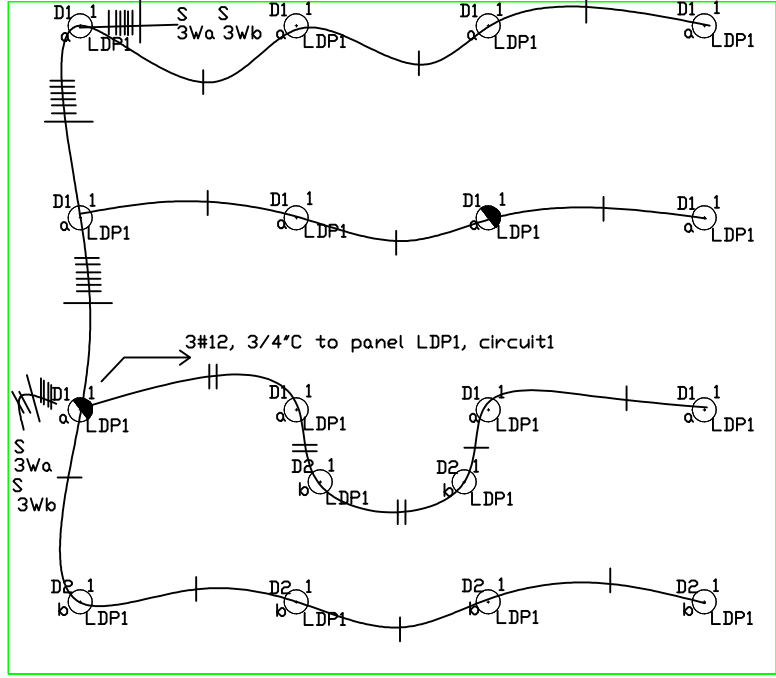 D1 1 S S D1 1 D1 1 D1 1
a LDP1 3Wa 3Wb a LDP1 a LDP1 a LDP1
D1 1 D1 1 D1 1 D1 1
a LDP1 a LDP1 a LDP1 a LDP1
3#12, 3/4"C to panel LDP1, circuit1
D1 1 D1 1 D1 1 D1 1
a LDP1 a LDP1 a LDP1 a LDP1
S
3Wa
D2 1 D2 1
b LDP1 b LDP1
S
3Wb
D2 1 D2 1 D2 1 D2 1
b LDP1 b LDP1 b LDP1 b LDP1